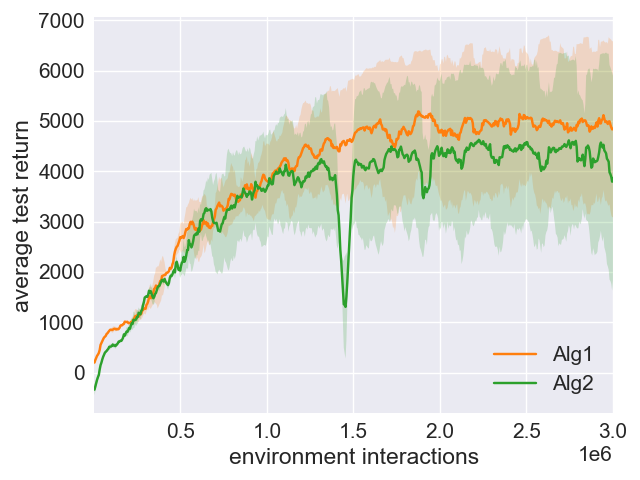 7000
6000
5000
4000
3000
2000
1000
0
average test return
Alg1
Alg2
0.5 1.0 1.5 2.0 2.5 3.0
1e6
environment interactions